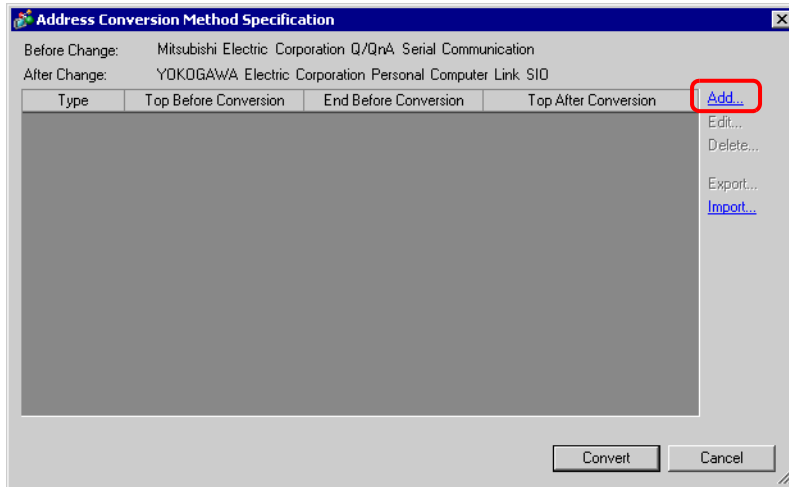 Address Conversion Method Specification
Before Change: Mitsubishi Electric Corporation Q/QnA Serial Communication
After Change: YOKOGAWA Electric Corporation Personal Computer Link SIO
Type Top Before Conversion End Before Conversion Top After Conversion
Add...
Edit...
Delete...
Export...
Import...
Convert Cancel